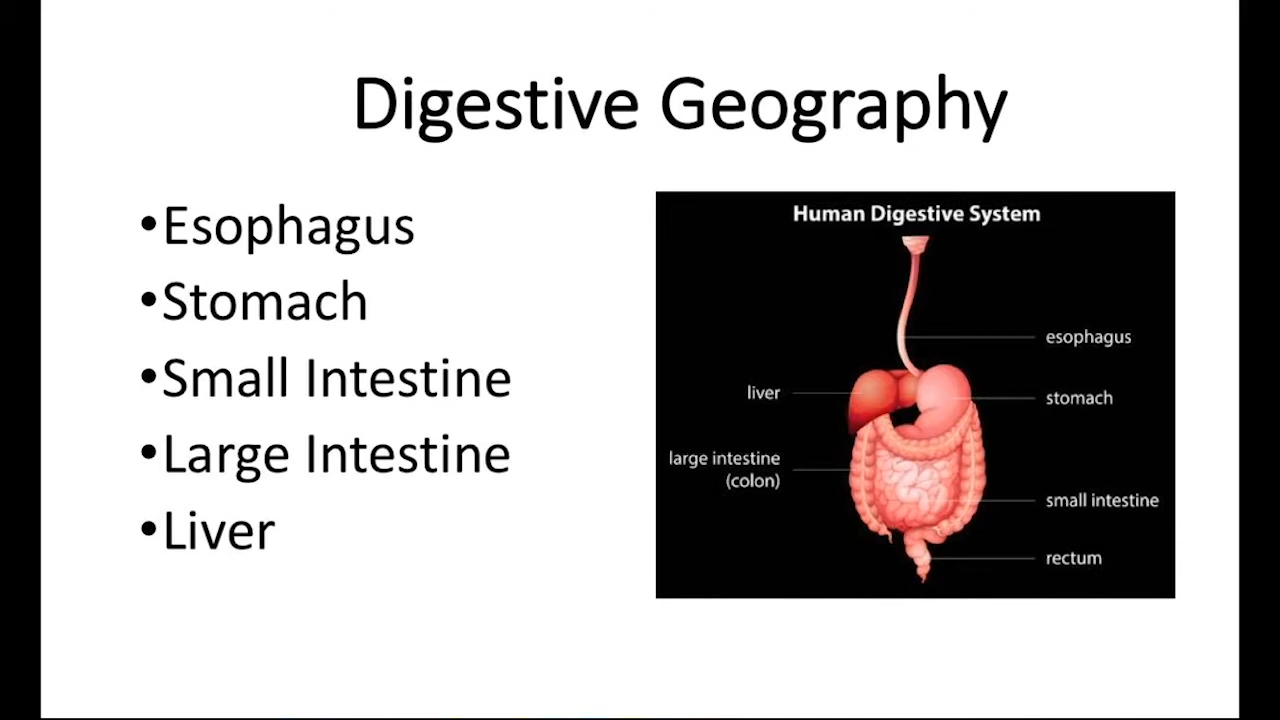 Digestive Geography
•Esophagus
•Stomach
•Small Intestine
•Large Intestine
•Liver
Human Digestive System
esophagus
liver
stomach
large intestine
(colon)
small intestine
rectum